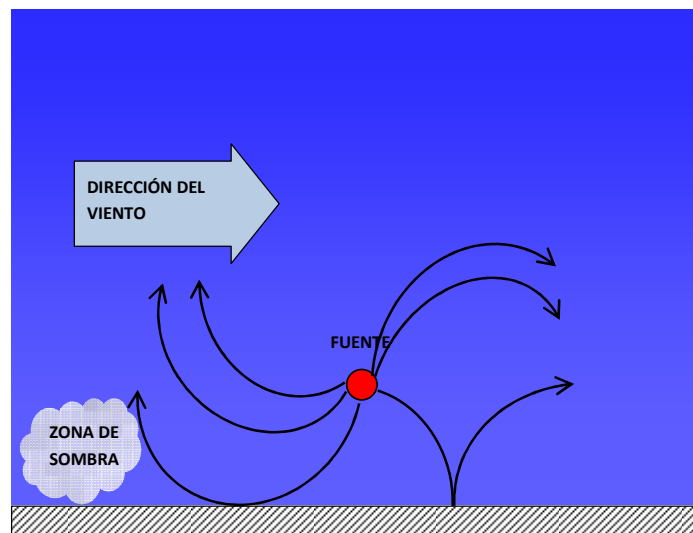 DIRECCIÓN DEL
VIENTO
FUENTE
ZONA DE
SOMBRA